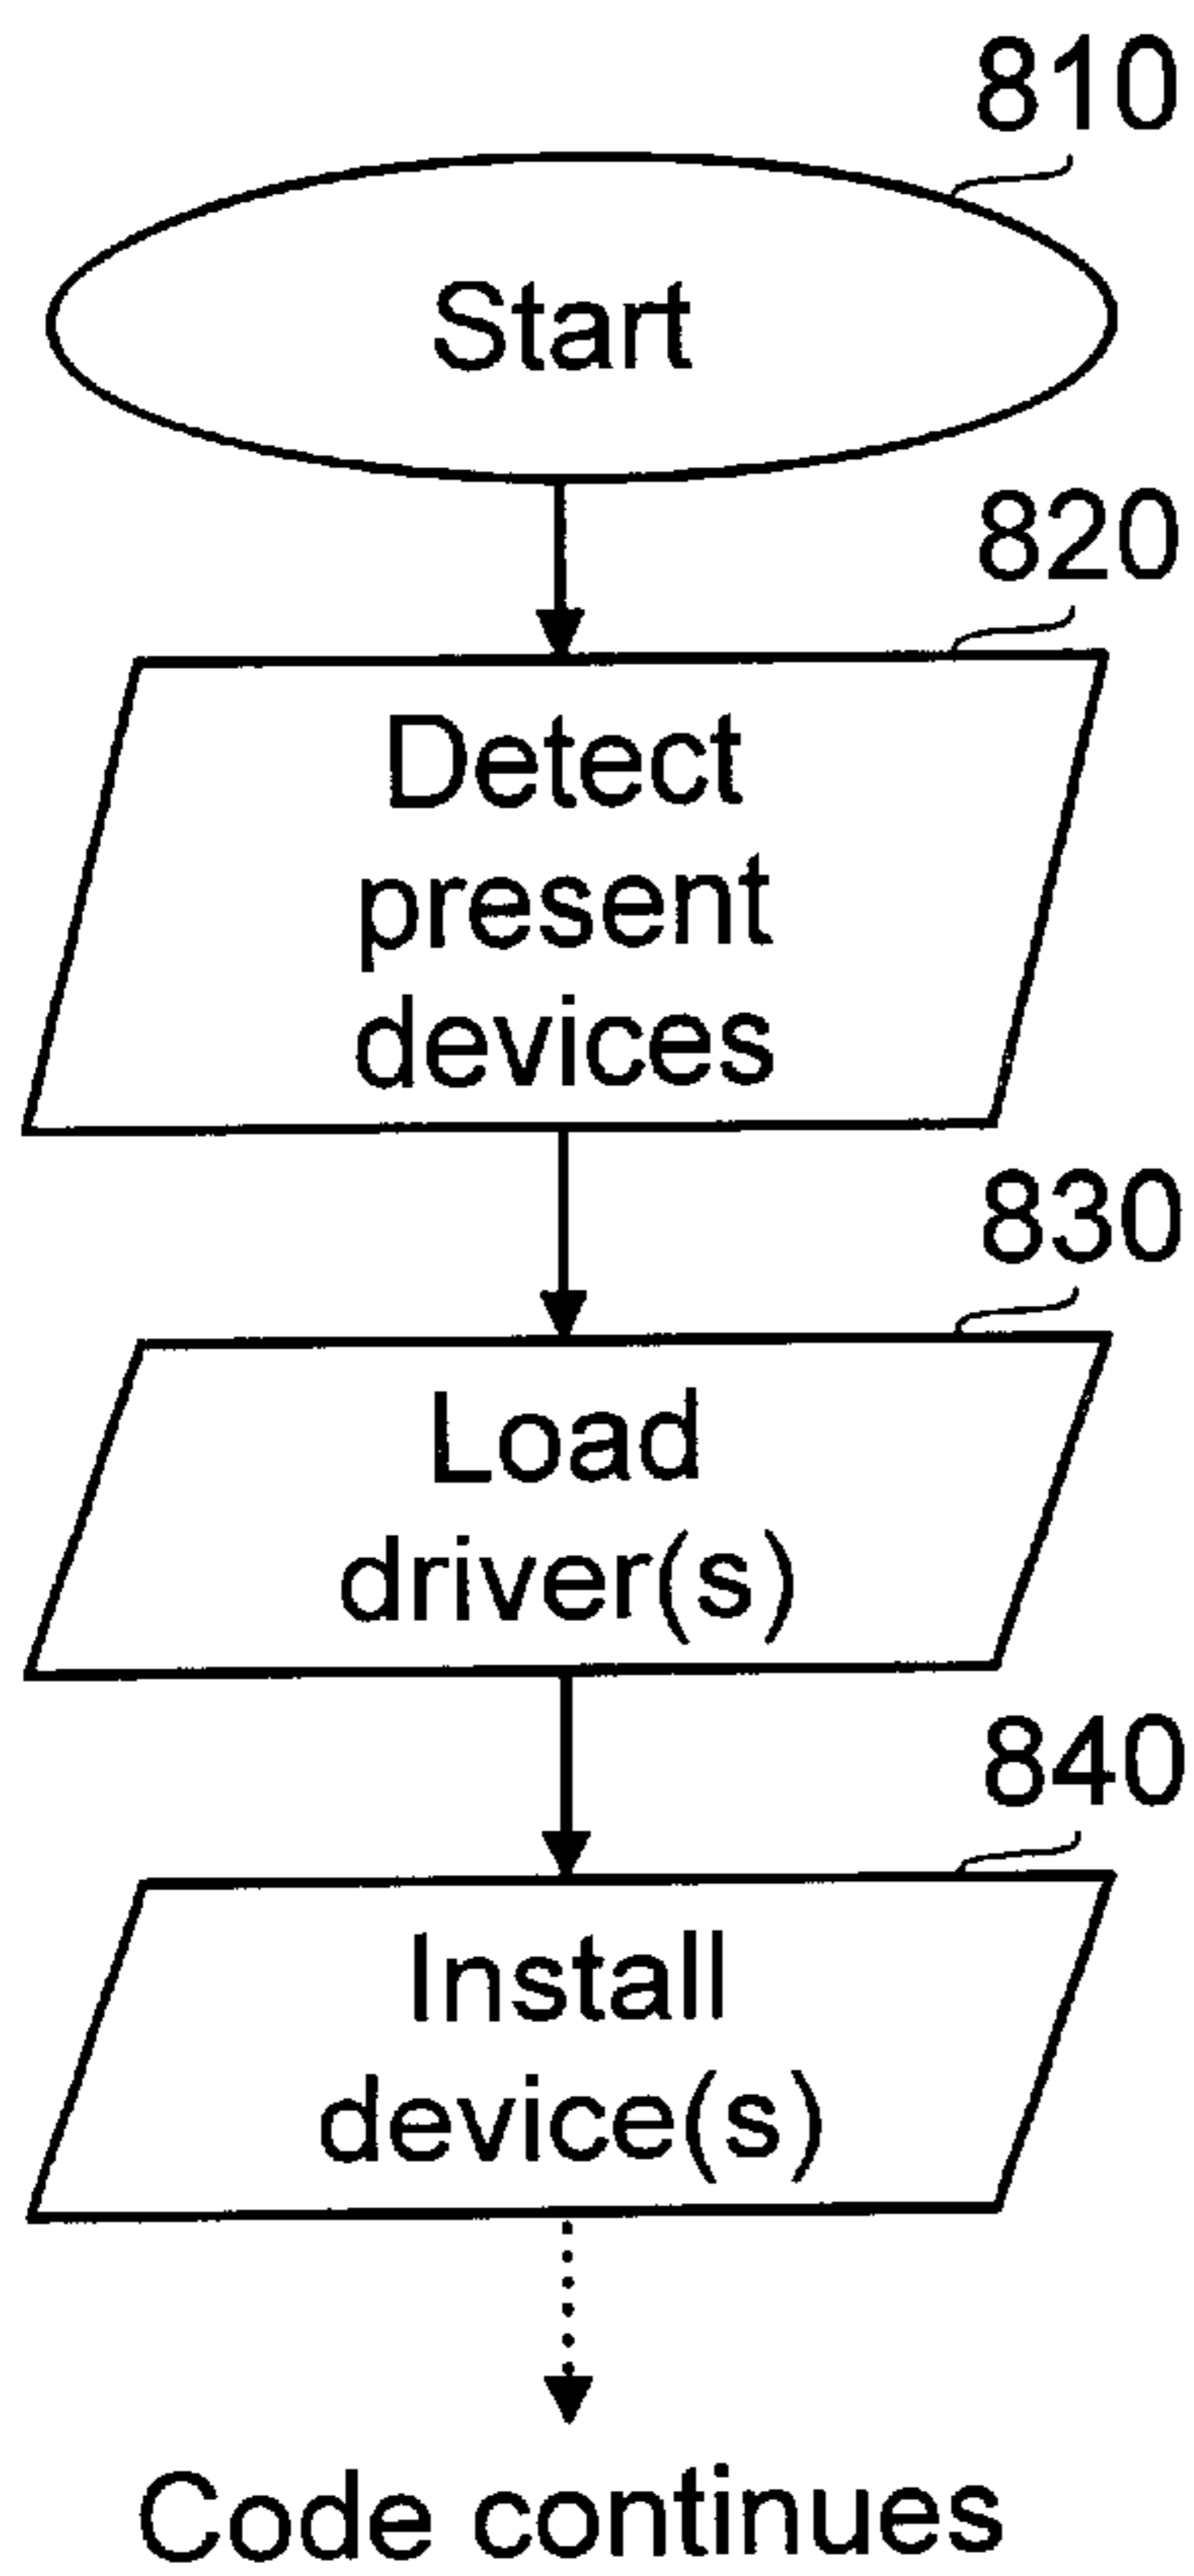 810
Start
820
Detect
present
devices
830
Load
driver(s)
840
Install
device(s)
Code continues